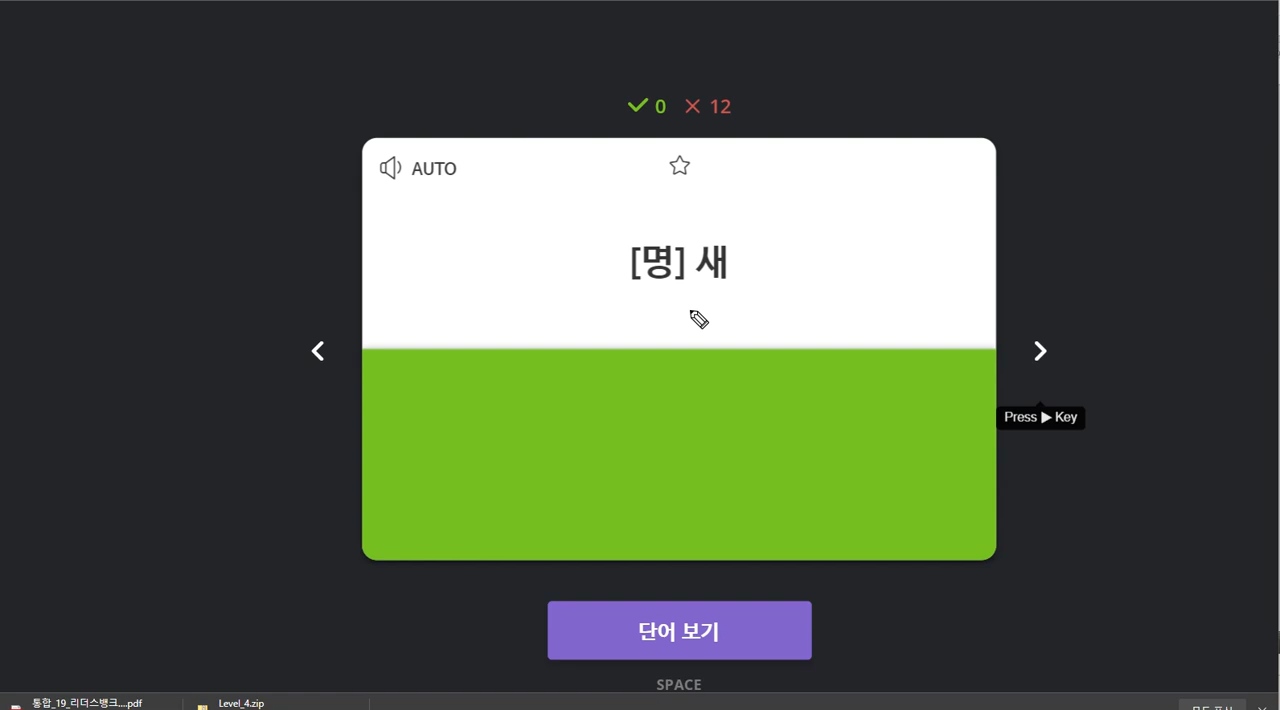 0 12
AUTO
[명] 새
Press ▶ Key
단어 보기
SPACE
통합_19_리더스뱅크....pdf
Level_4.zip